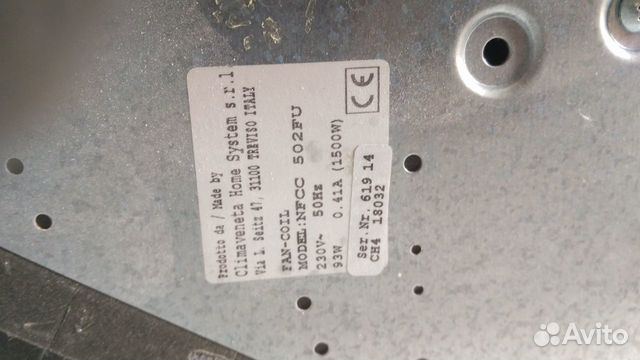 Prodotto da / Made by
Climaveneta Home System s.r.l
Via L. Seitz 47, 31100 TREVISO ITALY
FAN-COIL
MODEL:NFCC 502FU
230V~ 50Hz
93W 0.41A (1500W)
CE
Ser.Nr.619 14
CH4 18032
Avito